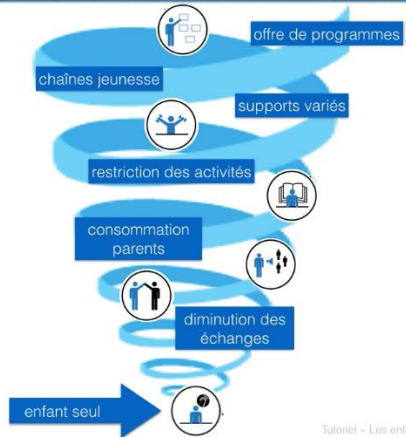 offre de programmes
chaînes jeunesse
supports variés
restriction des activités
consommation
parents
diminution des
échanges
enfant seul
Tutoriel « Les ent